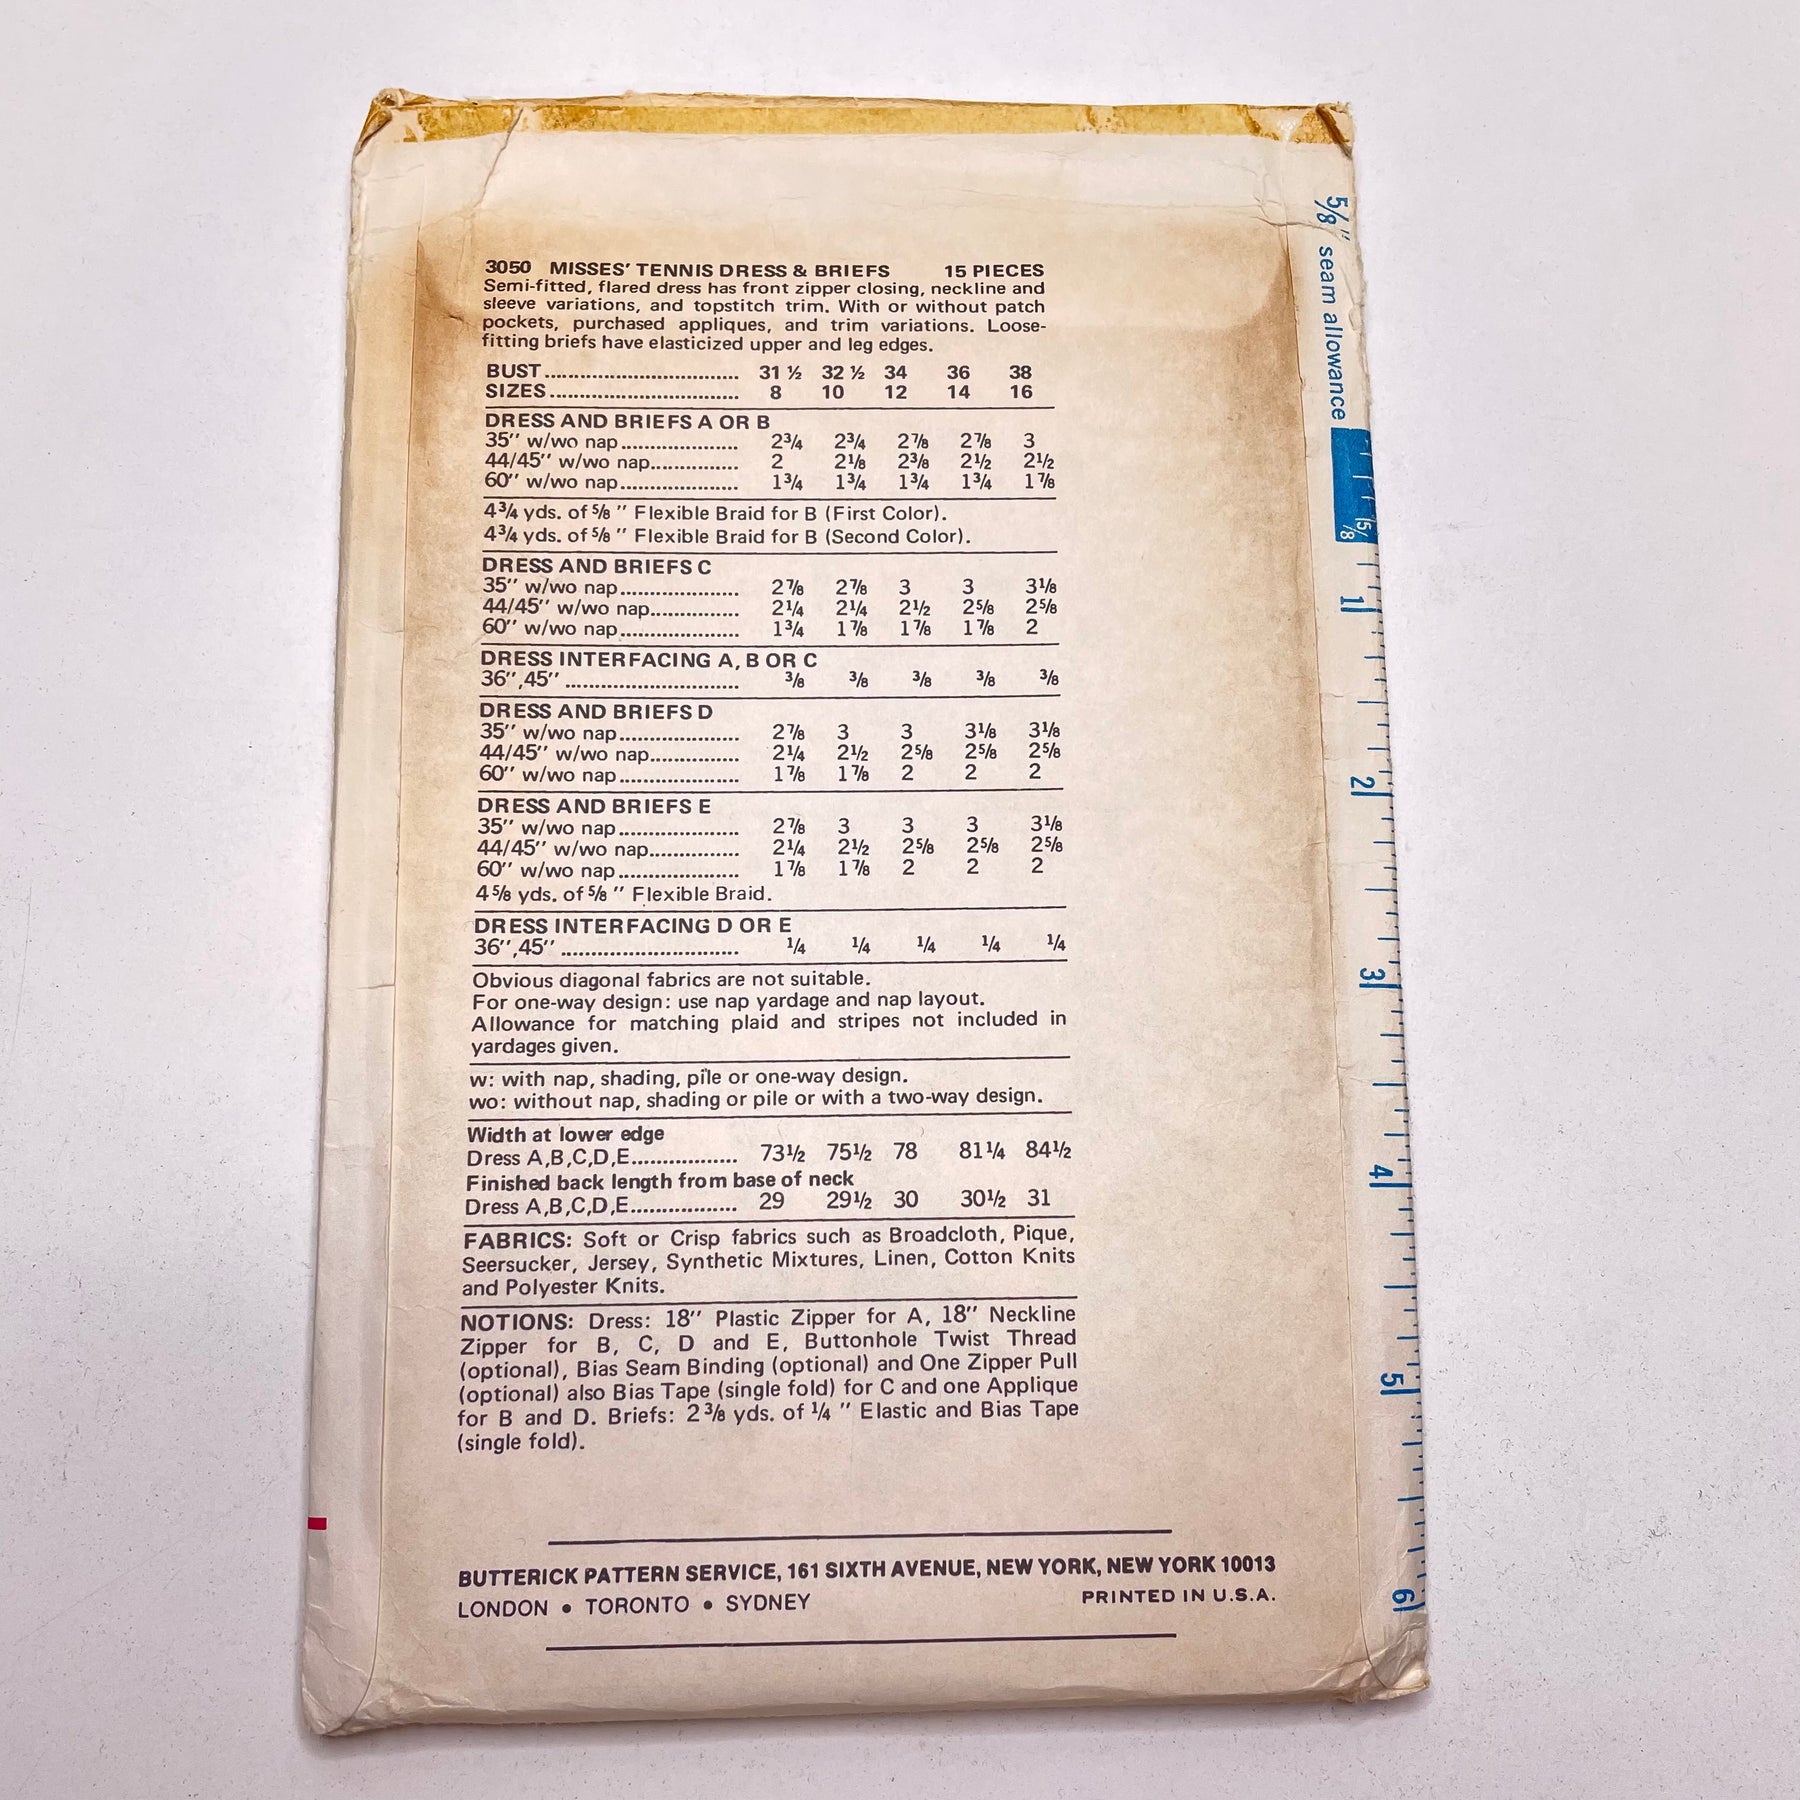 3050 MISSES' TENNIS DRESS & BRIEFS 15 PIECES
Semi-fitted, flared dress has front zipper closing, neckline and
sleeve variations, and topstitch trim. With or without patch
pockets, purchased appliques, and trim variations. Loose-
fitting briefs have elasticized upper and leg edges.
BUST................................ 31 ½ 32 ½ 34 36 38
SIZES............................... 8 10 12 14 16
DRESS AND BRIEFS A OR B
35'' w/wo nap.................... 2¾ 2¾ 2⅞ 2⅞ 3
44/45'' w/wo nap............... 2 2⅛ 2⅜ 2½ 2½
60'' w/wo nap.................... 1¾ 1¾ 1¾ 1¾ 1⅞
4¾ yds. of ⅝ '' Flexible Braid for B (First Color).
4¾ yds. of ⅝ '' Flexible Braid for B (Second Color).
DRESS AND BRIEFS C
35'' w/wo nap.................... 2⅞ 2⅞ 3 3 3⅛
44/45'' w/wo nap............... 2¼ 2¼ 2½ 2⅝ 2⅝
60'' w/wo nap.................... 1¾ 1⅞ 1⅞ 1⅞ 2
DRESS INTERFACING A, B OR C
36'',45'' ............................. ⅜ ⅜ ⅜ ⅜ ⅜
DRESS AND BRIEFS D
35'' w/wo nap.................... 2⅞ 3 3 3⅛ 3⅛
44/45'' w/wo nap............... 2¼ 2½ 2⅝ 2⅝ 2⅝
60'' w/wo nap.................... 1⅞ 1⅞ 2 2 2
DRESS AND BRIEFS E
35'' w/wo nap.................... 2⅞ 3 3 3 3⅛
44/45'' w/wo nap............... 2¼ 2½ 2⅝ 2⅝ 2⅝
60'' w/wo nap.................... 1⅞ 1⅞ 2 2 2
4⅝ yds. of ⅝ '' Flexible Braid.
DRESS INTERFACING D OR E
36'',45'' .............................. ¼ ¼ ¼ ¼ ¼
Obvious diagonal fabrics are not suitable.
For one-way design: use nap yardage and nap layout.
Allowance for matching plaid and stripes not included in
yardages given.
w: with nap, shading, pile or one-way design.
wo: without nap, shading or pile or with a two-way design.
Width at lower edge
Dress A,B,C,D,E................. 73½ 75½ 78 81¼ 84½
Finished back length from base of neck
Dress A,B,C,D,E................. 29 29½ 30 30½ 31
FABRICS: Soft or Crisp fabrics such as Broadcloth, Pique,
Seersucker, Jersey, Synthetic Mixtures, Linen, Cotton Knits
and Polyester Knits.
NOTIONS: Dress: 18'' Plastic Zipper for A, 18'' Neckline
Zipper for B, C, D and E, Buttonhole Twist Thread
(optional), Bias Seam Binding (optional) and One Zipper Pull
(optional) also Bias Tape (single fold) for C and one Applique
for B and D. Briefs: 2⅜ yds. of ¼ '' Elastic and Bias Tape
(single fold).
BUTTERICK PATTERN SERVICE, 161 SIXTH AVENUE, NEW YORK, NEW YORK 10013
LONDON • TORONTO • SYDNEY PRINTED IN U.S.A.
5/8'' seam allowance
5/8
1
2
3
4
5
6